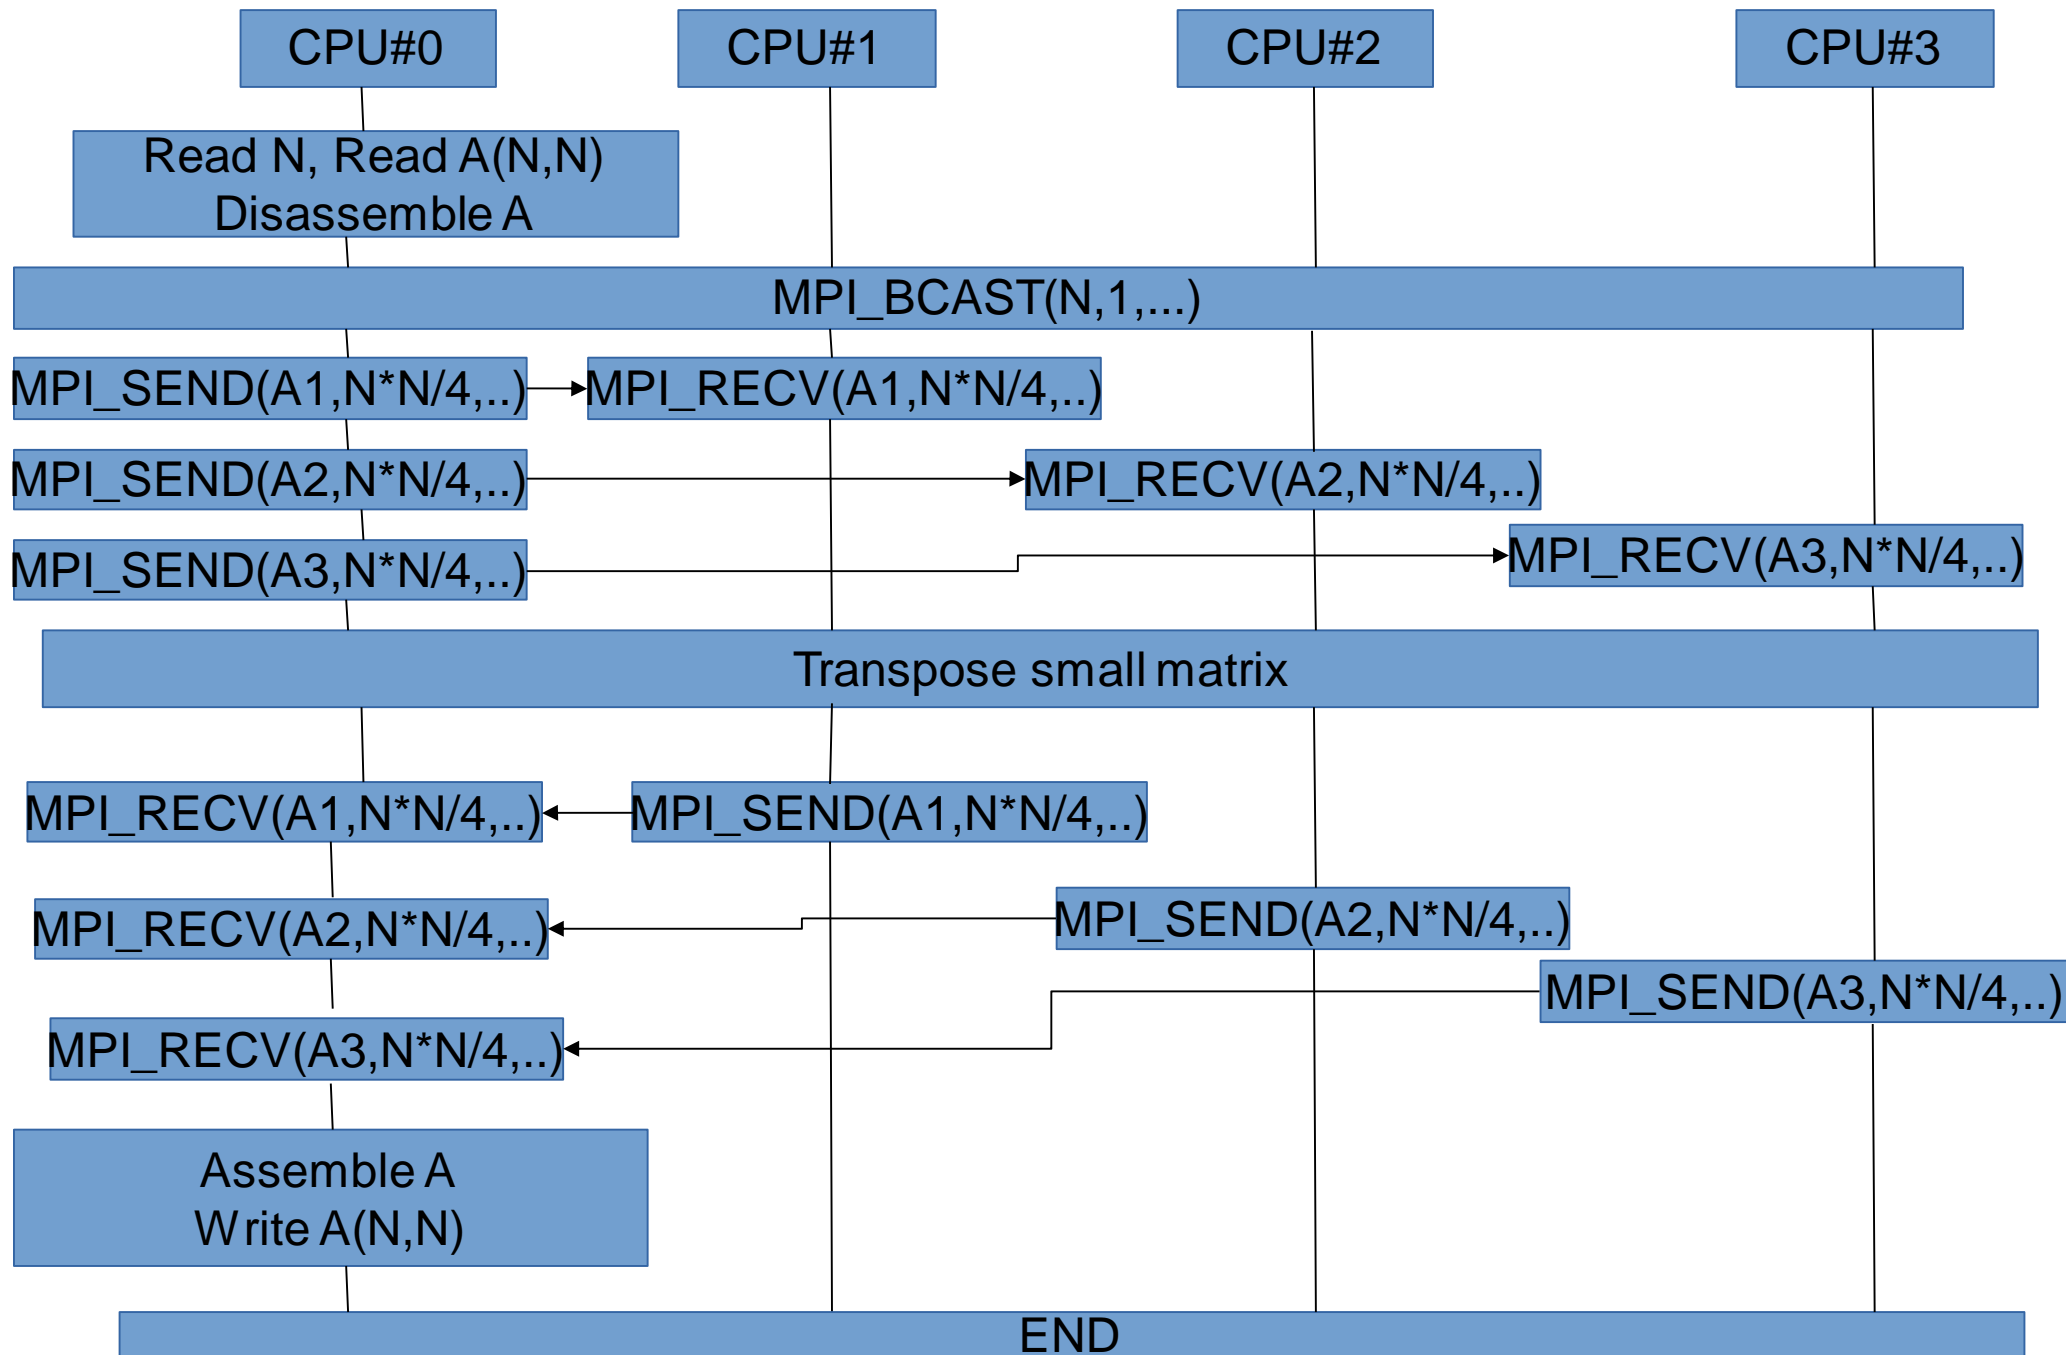 CPU#0
CPU#1
CPU#2
CPU#3
Read N, Read A(N,N)
Disassemble A
MPI_BCAST(N,1,...)
MPI_SEND(A1,N*N/4,..)
MPI_RECV(A1,N*N/4,..)
MPI_SEND(A2,N*N/4,..)
MPI_RECV(A2,N*N/4,..)
MPI_SEND(A3,N*N/4,..)
MPI_RECV(A3,N*N/4,..)
Transpose small matrix
MPI_RECV(A1,N*N/4,..)
MPI_SEND(A1,N*N/4,..)
MPI_RECV(A2,N*N/4,..)
MPI_SEND(A2,N*N/4,..)
MPI_RECV(A3,N*N/4,..)
MPI_SEND(A3,N*N/4,..)
Assemble A
Write A(N,N)
END